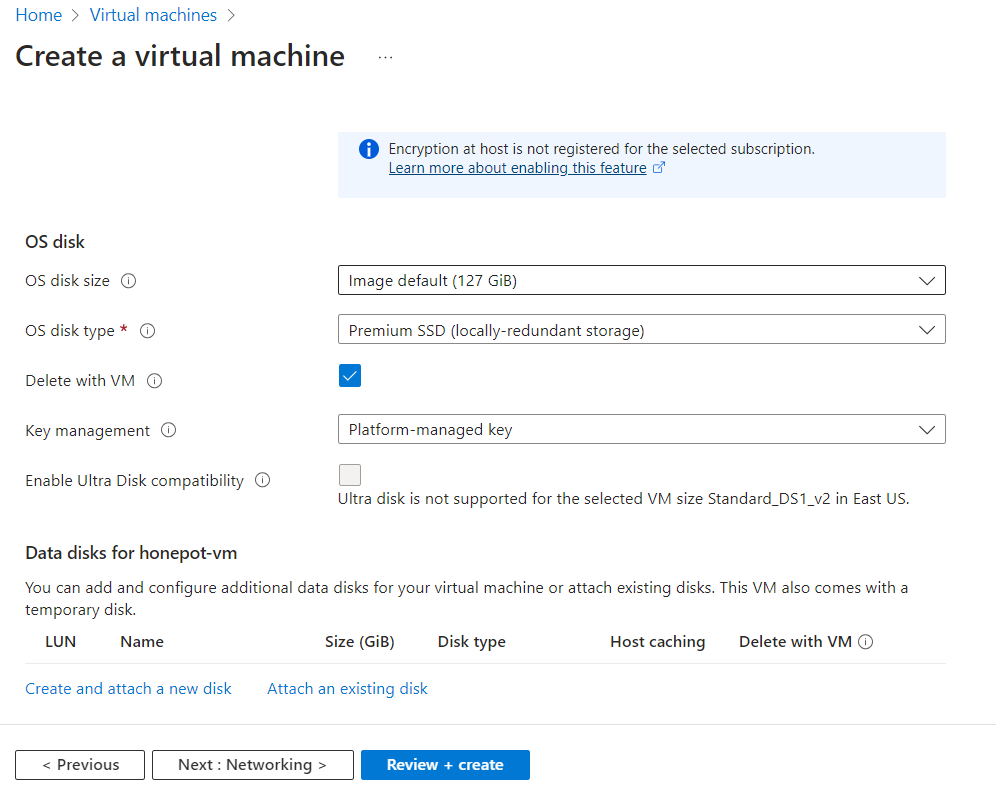 Home > Virtual machines >
Create a virtual machine ...
Encryption at host is not registered for the selected subscription.
Learn more about enabling this feature
OS disk
OS disk size
Image default (127 GiB)
OS disk type *
Premium SSD (locally-redundant storage)
Delete with VM
Key management
Platform-managed key
Enable Ultra Disk compatibility
Ultra disk is not supported for the selected VM size Standard_DS1_v2 in East US.
Data disks for honepot-vm
You can add and configure additional data disks for your virtual machine or attach existing disks. This VM also comes with a
temporary disk.
LUN Name Size (GiB) Disk type Host caching Delete with VM
Create and attach a new disk Attach an existing disk
< Previous Next : Networking > Review + create